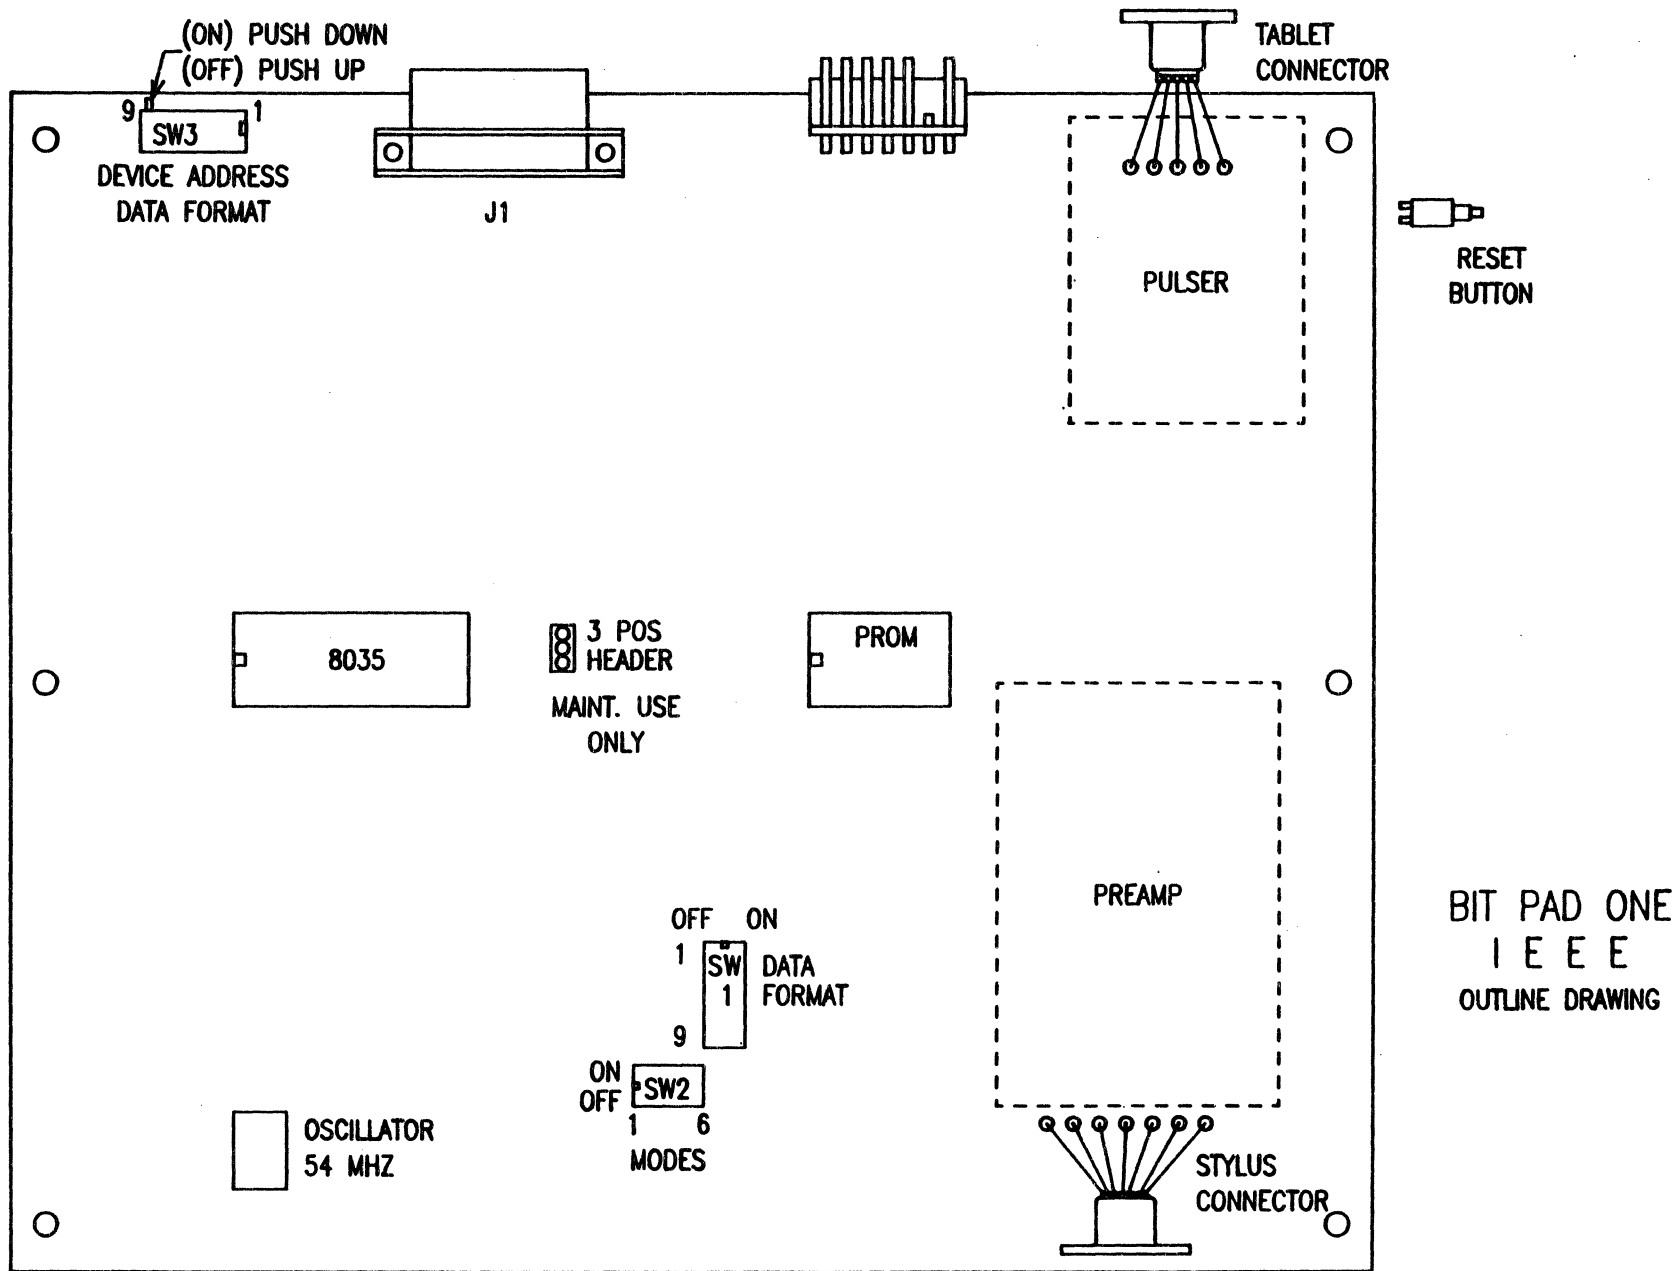 (ON) PUSH DOWN
(OFF) PUSH UP
9
1
SW3
DEVICE ADDRESS
DATA FORMAT
J1
TABLET
CONNECTOR
PULSER
RESET
BUTTON
8035
3 POS
HEADER
MAINT. USE
ONLY
PROM
PREAMP
OFF ON
1
SW
1
DATA
FORMAT
9
ON
OFF
SW2
1 6
MODES
OSCILLATOR
54 MHZ
STYLUS
CONNECTOR
BIT PAD ONE
I E E E
OUTLINE DRAWING